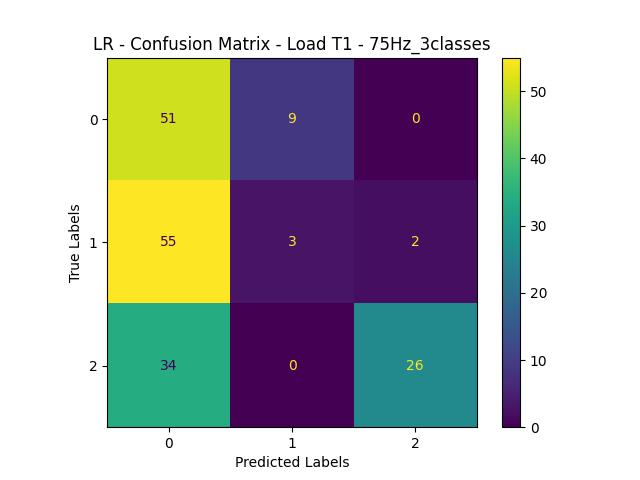 LR - Confusion Matrix - Load T1 - 75Hz_3classes
0 51 9 0
1 55 3 2
2 34 0 26
0 1 2
Predicted Labels
True Labels
50
40
30
20
10
0